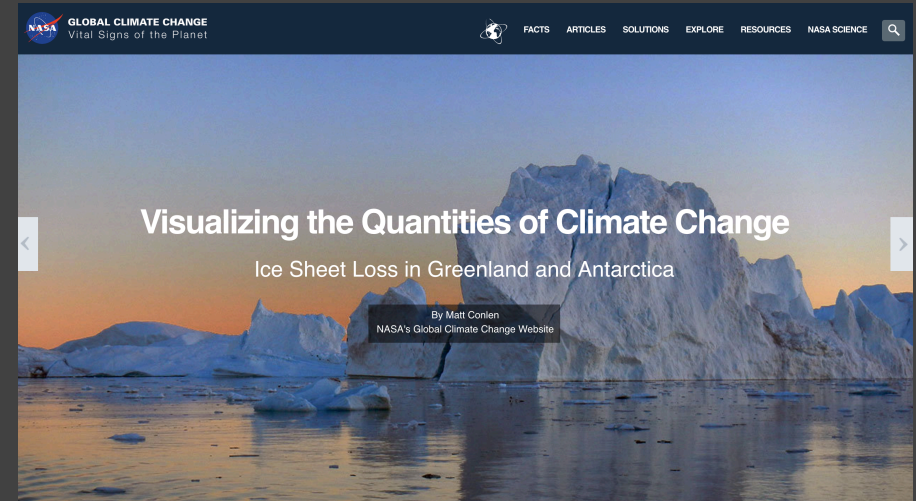 NASA
GLOBAL CLIMATE CHANGE
Vital Signs of the Planet
FACTS
ARTICLES
SOLUTIONS
EXPLORE
RESOURCES
NASA SCIENCE
Visualizing the Quantities of Climate Change
Ice Sheet Loss in Greenland and Antarctica
By Matt Conlen
NASA's Global Climate Change Website